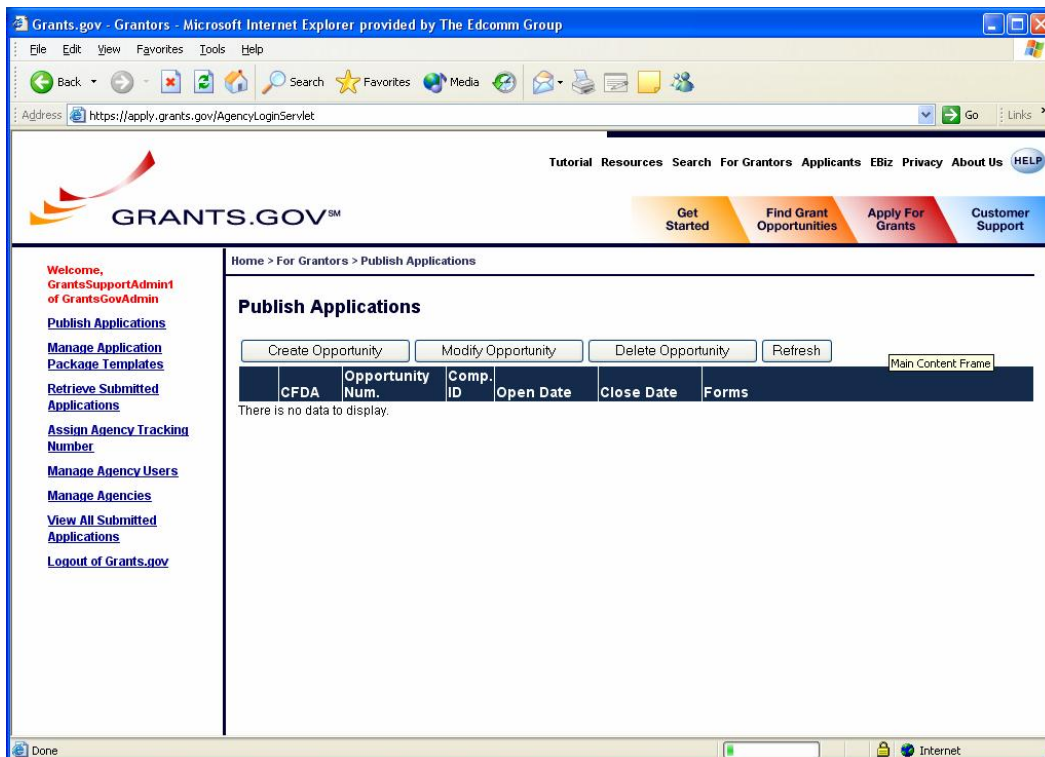 Grants.gov - Grantors - Microsoft Internet Explorer provided by The Edcomm Group
File Edit View Favorites Tools Help
Back Search Favorites Media
Address https://apply.grants.gov/AgencyLoginServlet Go Links
Tutorial Resources Search For Grantors Applicants EBiz Privacy About Us HELP
GRANTS.GOV℠
Get Started
Find Grant Opportunities
Apply For Grants
Customer Support
Welcome,
GrantsSupportAdmin1
of GrantsGovAdmin
Publish Applications
Manage Application
Package Templates
Retrieve Submitted
Applications
Assign Agency Tracking
Number
Manage Agency Users
Manage Agencies
View All Submitted
Applications
Logout of Grants.gov
Home > For Grantors > Publish Applications
Publish Applications
Create Opportunity Modify Opportunity Delete Opportunity Refresh
Main Content Frame
CFDA Opportunity Num. Comp. ID Open Date Close Date Forms
There is no data to display.
Done Internet